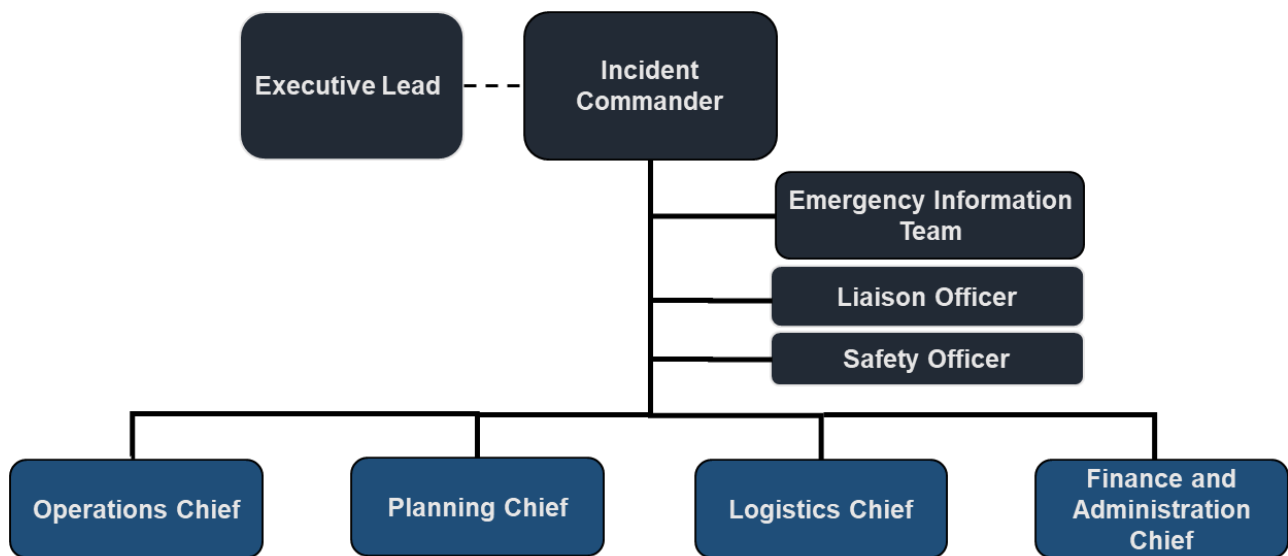 Executive Lead
Incident
Commander
Emergency Information
Team
Liaison Officer
Safety Officer
Operations Chief
Planning Chief
Logistics Chief
Finance and
Administration
Chief